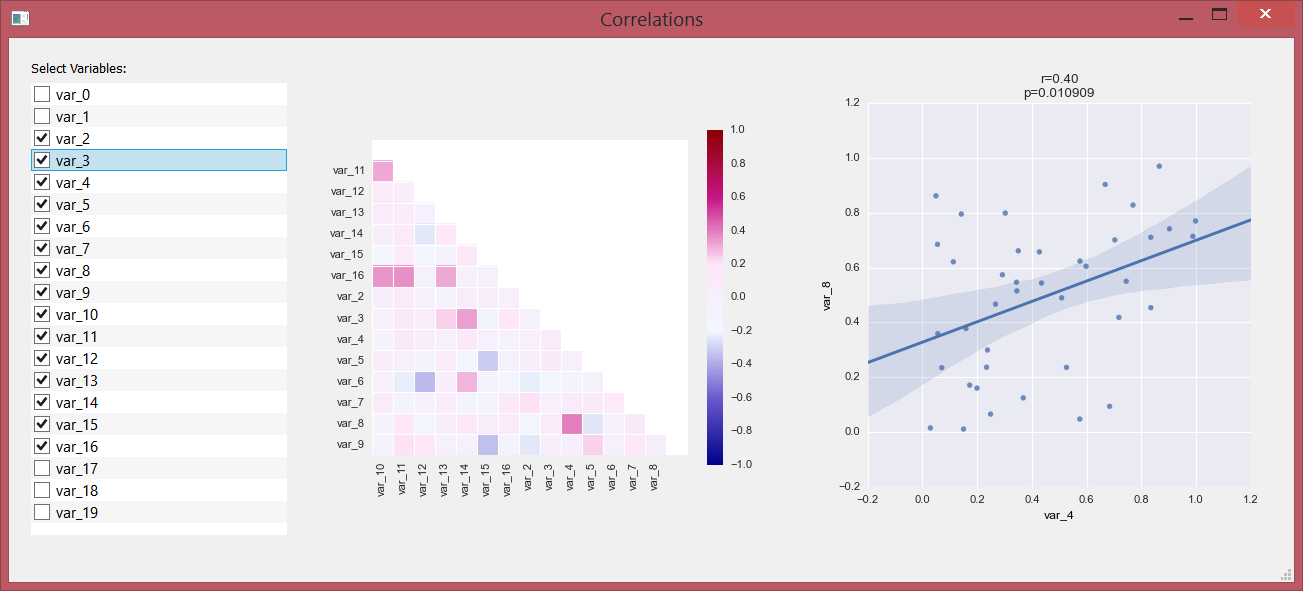 Correlations
Select Variables:
var_0
var_1
var_2
var_3
var_4
var_5
var_6
var_7
var_8
var_9
var_10
var_11
var_12
var_13
var_14
var_15
var_16
var_17
var_18
var_19
var_11
var_12
var_13
var_14
var_15
var_16
var_2
var_3
var_4
var_5
var_6
var_7
var_8
var_9
var_10 var_11 var_12 var_13 var_14 var_15 var_16 var_2 var_3 var_4 var_5 var_6 var_7 var_8
1.0
0.8
0.6
0.4
0.2
0.0
−0.2
−0.4
−0.6
−0.8
−1.0
r=0.40
p=0.010909
1.2
1.0
0.8
0.6
0.4
0.2
0.0
−0.2
var_8
−0.2 0.0 0.2 0.4 0.6 0.8 1.0 1.2
var_4